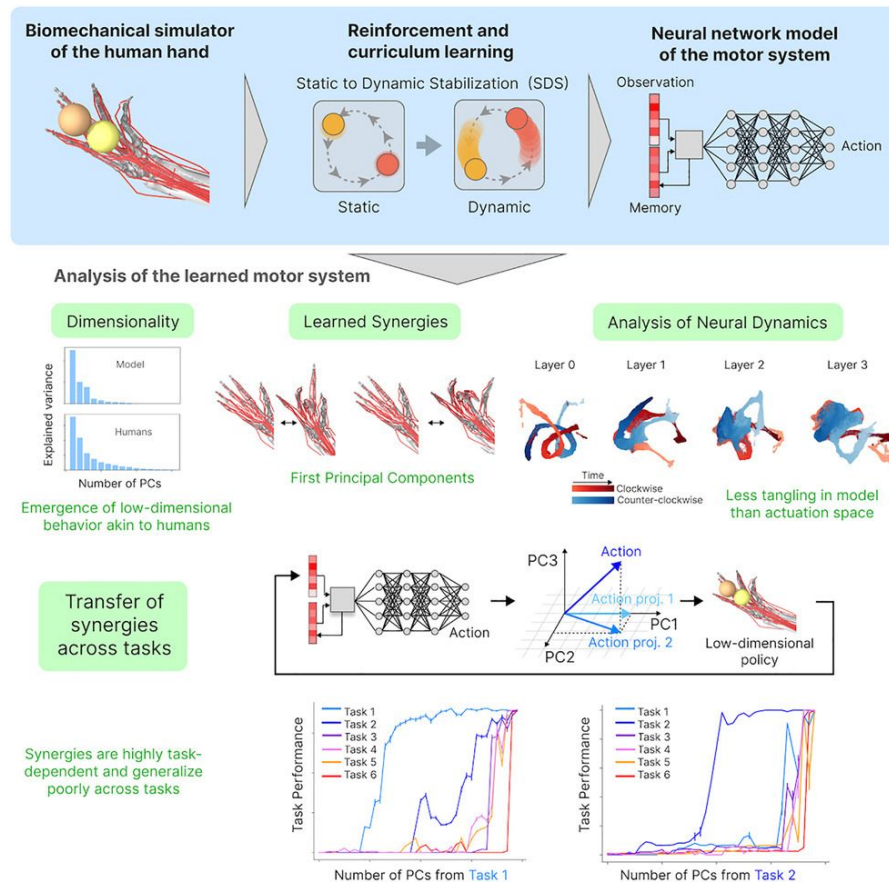 Biomechanical simulator
of the human hand
Reinforcement and
curriculum learning
Neural network model
of the motor system
Static to Dynamic Stabilization (SDS)
Static
Dynamic
Observation
Memory
Action
Analysis of the learned motor system
Dimensionality
Learned Synergies
Analysis of Neural Dynamics
Explained variance
Model
Humans
Number of PCs
Emergence of low-dimensional
behavior akin to humans
First Principal Components
Layer 0
Layer 1
Layer 2
Layer 3
Time
Clockwise
Counter-clockwise
Less tangling in model
than actuation space
Transfer of
synergies
across tasks
Action
PC3
Action
Action proj. 1
PC1
PC2
Action proj. 2
Low-dimensional
policy
Synergies are highly task-
dependent and generalize
poorly across tasks
Task Performance
Task 1
Task 2
Task 3
Task 4
Task 5
Task 6
Number of PCs from Task 1
Task Performance
Task 1
Task 2
Task 3
Task 4
Task 5
Task 6
Number of PCs from Task 2